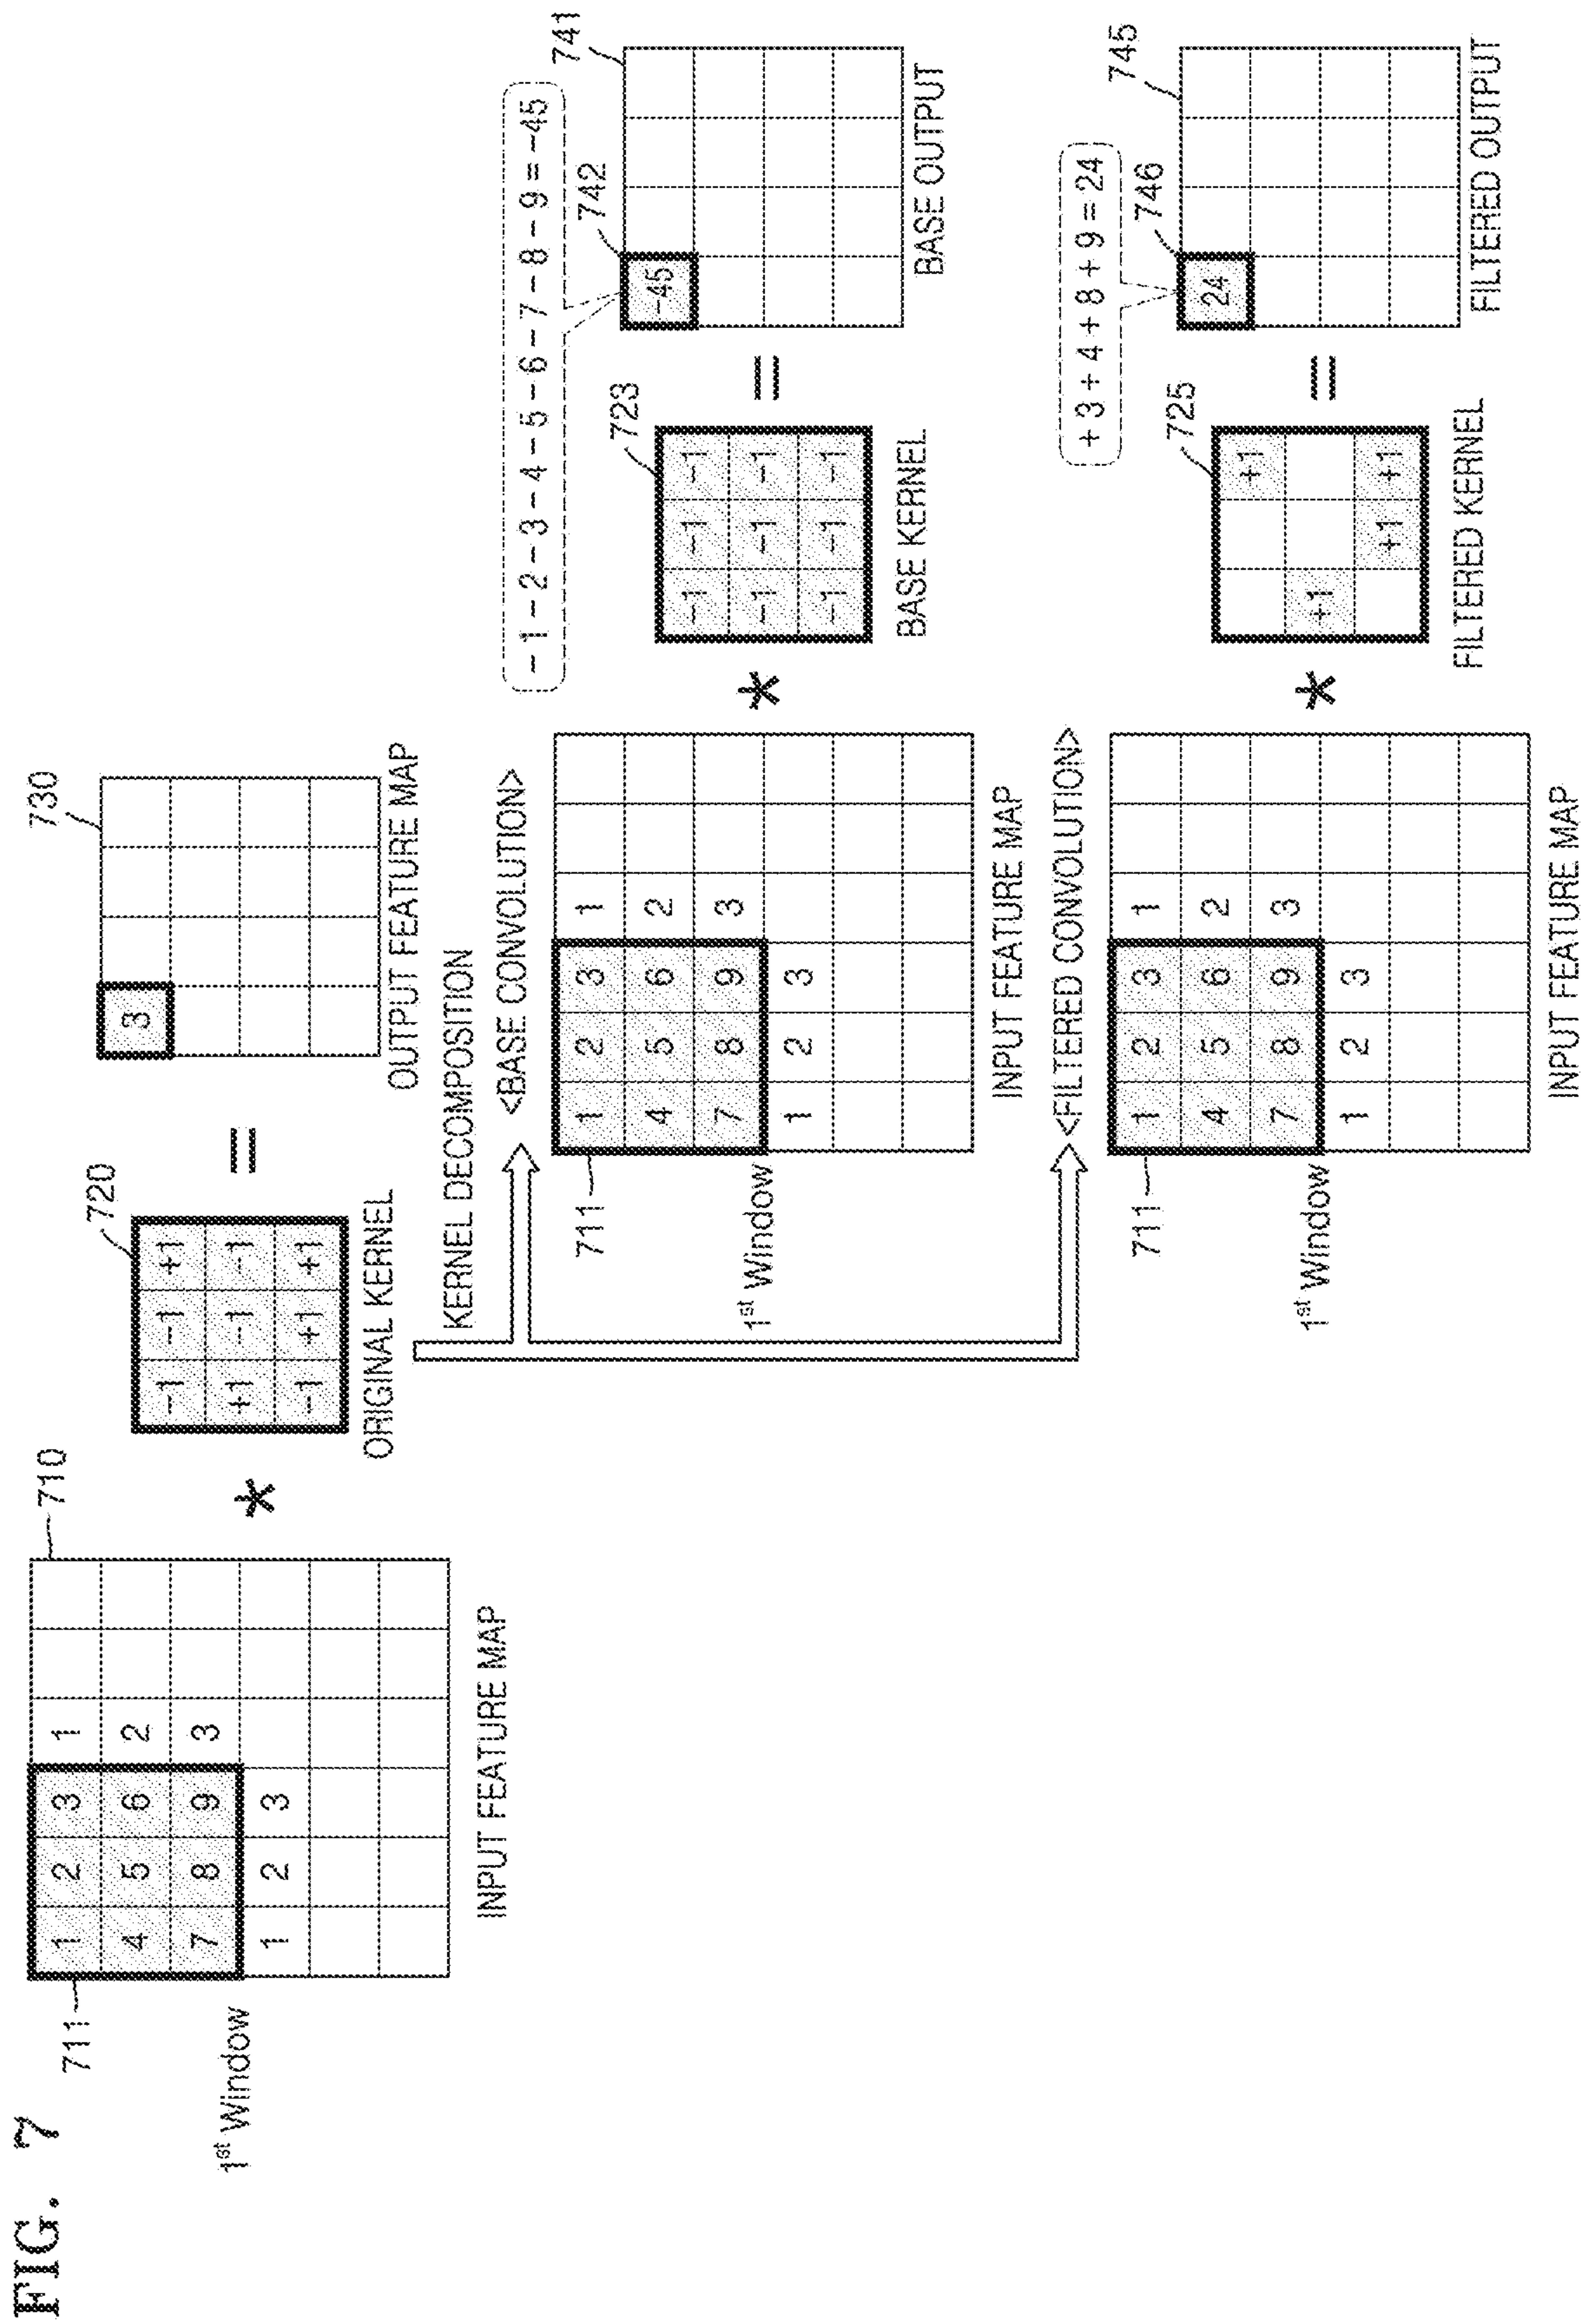 FIG. 7
710
711
1 2 3 1
4 5 6 2
7 8 9 3
1 2 3
1st Window
INPUT FEATURE MAP
*
720
-1 -1 +1
+1 -1 -1
-1 +1 +1
ORIGINAL KERNEL
=
730
3
OUTPUT FEATURE MAP
KERNEL DECOMPOSITION
<BASE CONVOLUTION>
711
1 2 3 1
4 5 6 2
7 8 9 3
1 2 3
1st Window
INPUT FEATURE MAP
*
723
-1 -1 -1
-1 -1 -1
-1 -1 -1
BASE KERNEL
=
- 1 - 2 - 3 - 4 - 5 - 6 - 7 - 8 - 9 = -45
742
741
-45
BASE OUTPUT
<FILTERED CONVOLUTION>
711
1 2 3 1
4 5 6 2
7 8 9 3
1 2 3
1st Window
INPUT FEATURE MAP
*
725
+1
+1
+1 +1
FILTERED KERNEL
=
+ 3 + 4 + 8 + 9 = 24
746
745
24
FILTERED OUTPUT